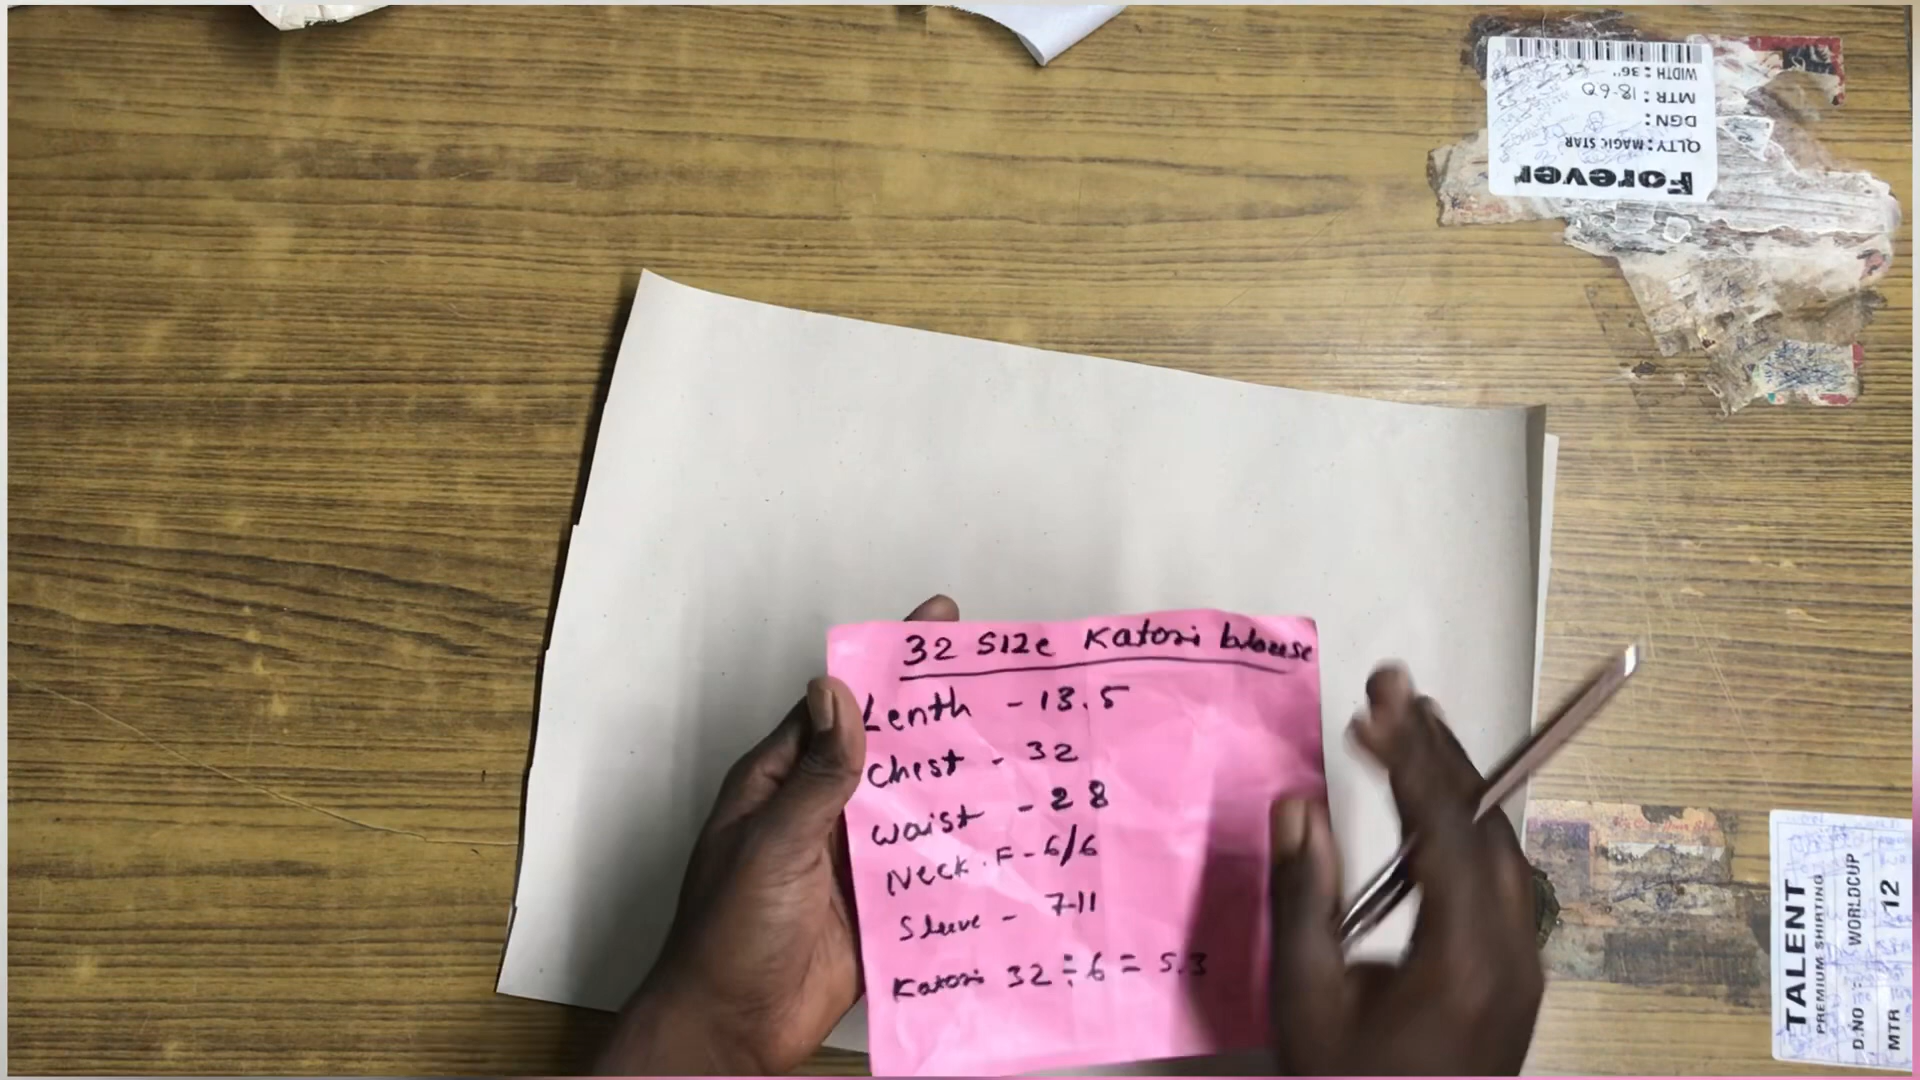 WIDTH : 36"
MTR : 18.60
DGN :
QLTY : MAGIC STAR
Forever
32 Size Katori blouse
Lenth - 13.5
Chest - 32
Waist - 28
Neck . F - 6/6
Sleeve - 7-11
Katori 32 ÷ 6 = 5.3
TALENT
PREMIUM SHIRTING
D.NO : WORLDCUP
MTR 12